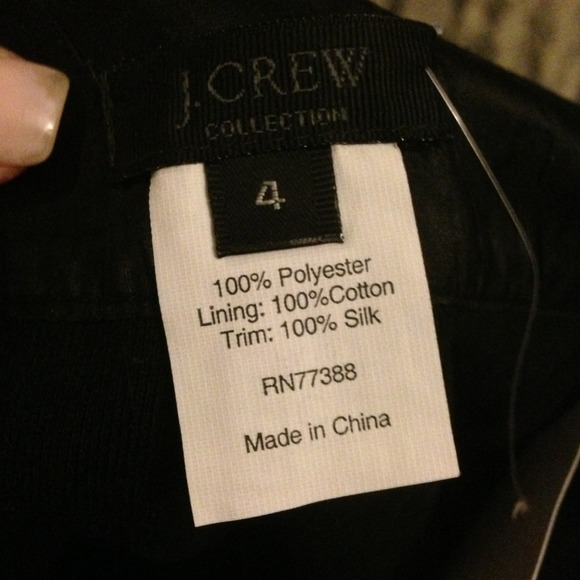 J.CREW
COLLECTION
4
100% Polyester
Lining: 100%Cotton
Trim: 100% Silk
RN77388
Made in China